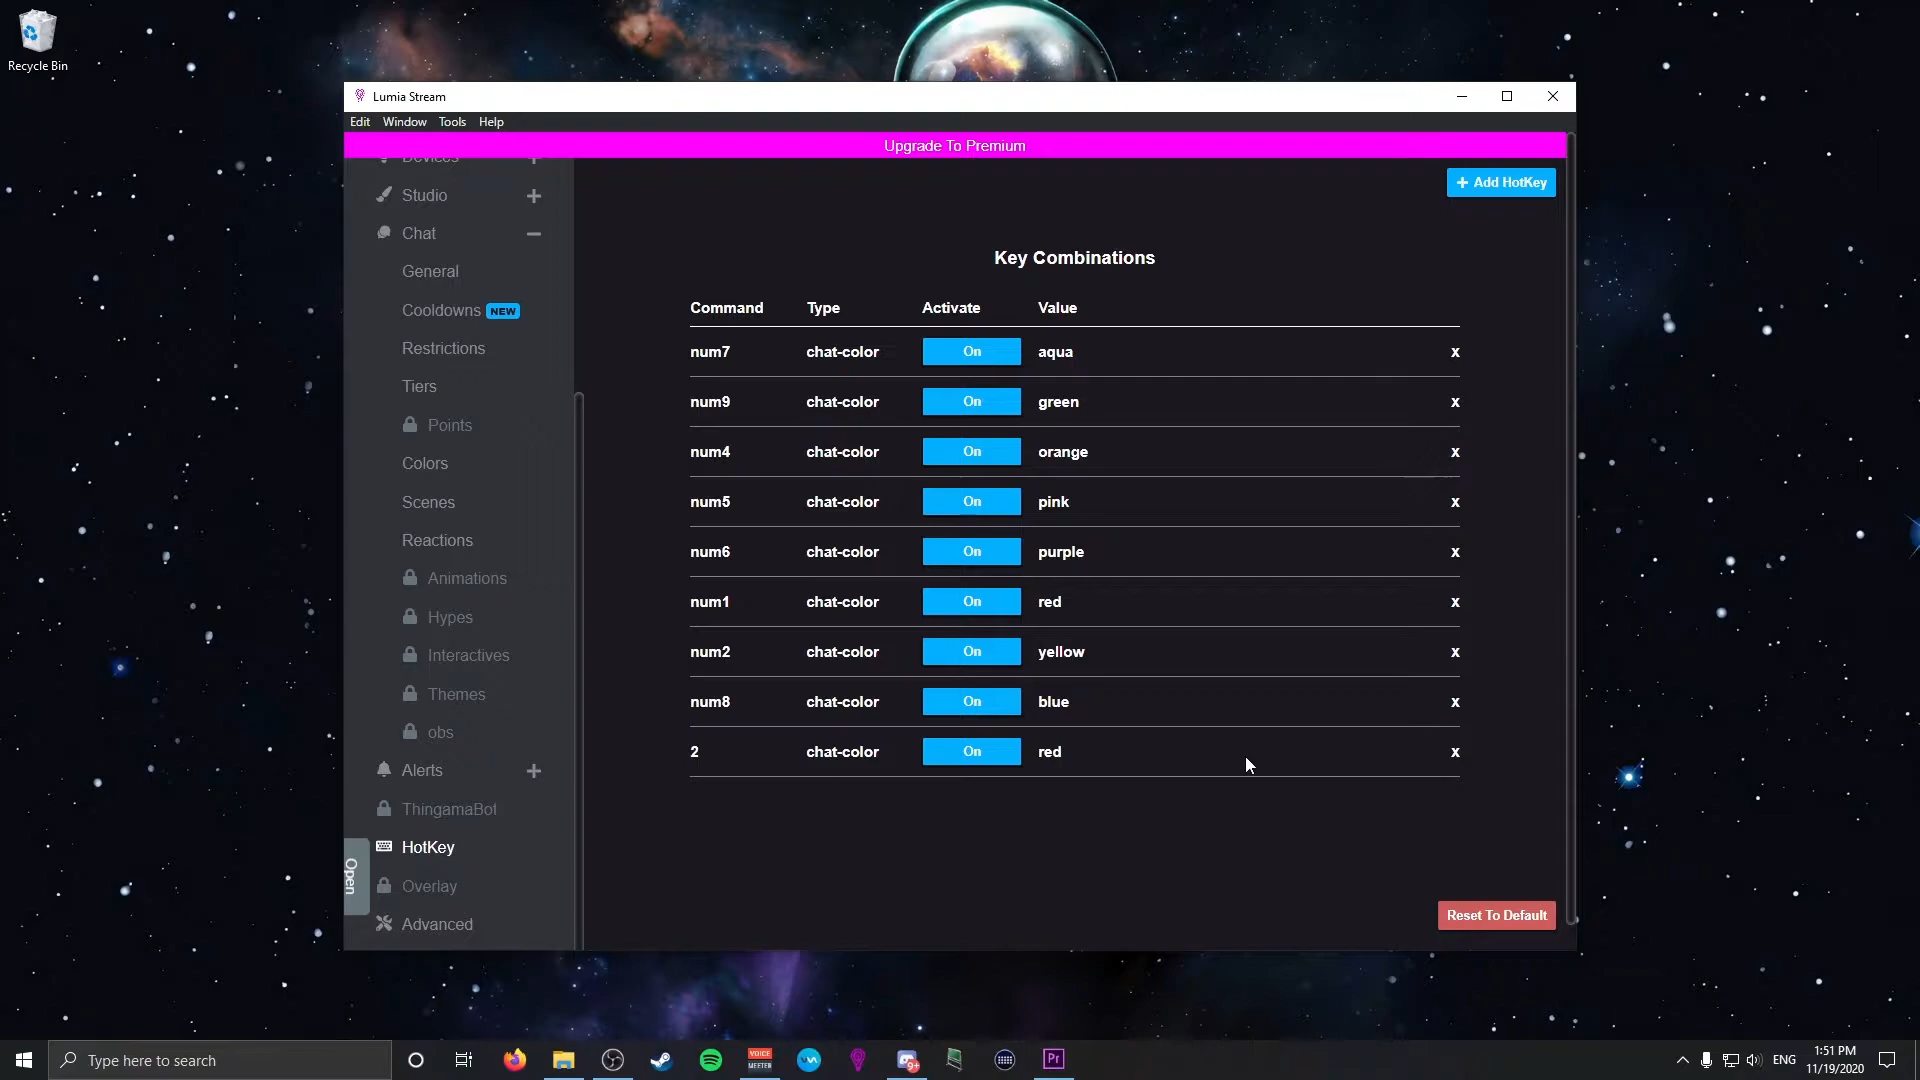 Recycle Bin
Lumia Stream
Edit Window Tools Help
Upgrade To Premium
Devices
Studio
Chat
General
Cooldowns NEW
Restrictions
Tiers
Points
Colors
Scenes
Reactions
Animations
Hypes
Interactives
Themes
obs
Alerts
ThingamaBot
HotKey
Overlay
Advanced
Open
+ Add HotKey
Key Combinations
Command Type Activate Value
num7 chat-color On aqua x
num9 chat-color On green x
num4 chat-color On orange x
num5 chat-color On pink x
num6 chat-color On purple x
num1 chat-color On red x
num2 chat-color On yellow x
num8 chat-color On blue x
2 chat-color On red x
Reset To Default
Type here to search
VOICE
MEETER
9+
Pr
ENG
1:51 PM
11/19/2020